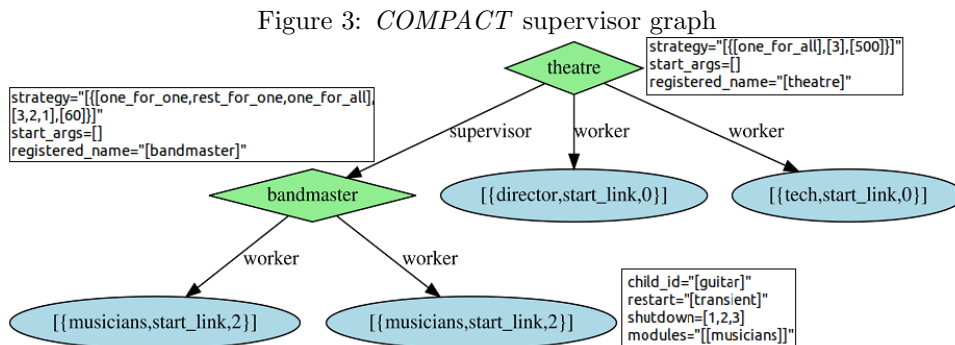 Figure 3: COMPACT supervisor graph
theatre
strategy="[{[one_for_all],[3],[500]}]"
start_args=[]
registered_name="[theatre]"
strategy="[{[one_for_one,rest_for_one,one_for_all],
[3,2,1],[60]}]"
start_args=[]
registered_name="[bandmaster]"
supervisor
worker
worker
bandmaster
[{director,start_link,0}]
[{tech,start_link,0}]
worker
worker
[{musicians,start_link,2}]
[{musicians,start_link,2}]
child_id="[guitar]"
restart="[transient]"
shutdown=[1,2,3]
modules="[[musicians]]"